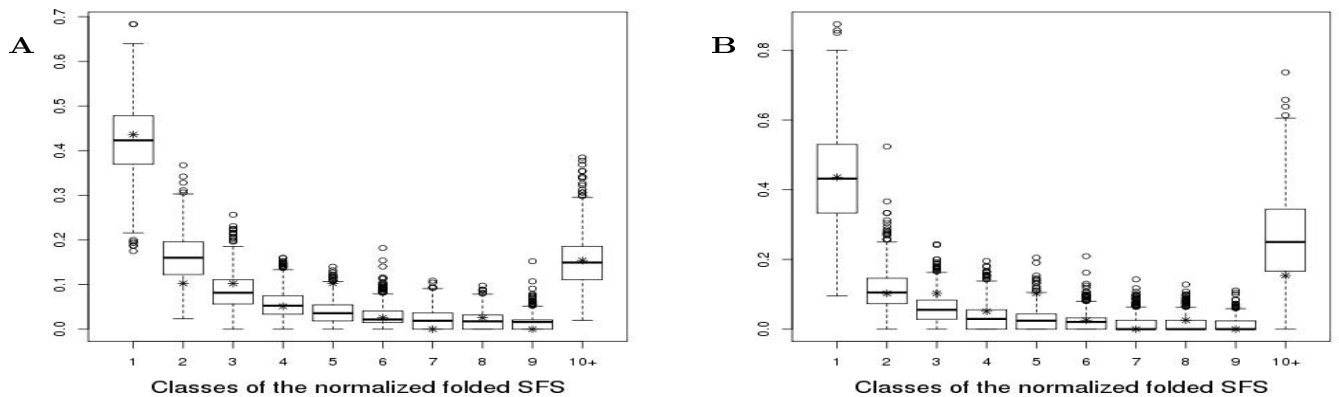 A
0.0 0.1 0.2 0.3 0.4 0.5 0.6 0.7
1 2 3 4 5 6 7 8 9 10+
Classes of the normalized folded SFS
B
0.0 0.2 0.4 0.6 0.8
1 2 3 4 5 6 7 8 9 10+
Classes of the normalized folded SFS